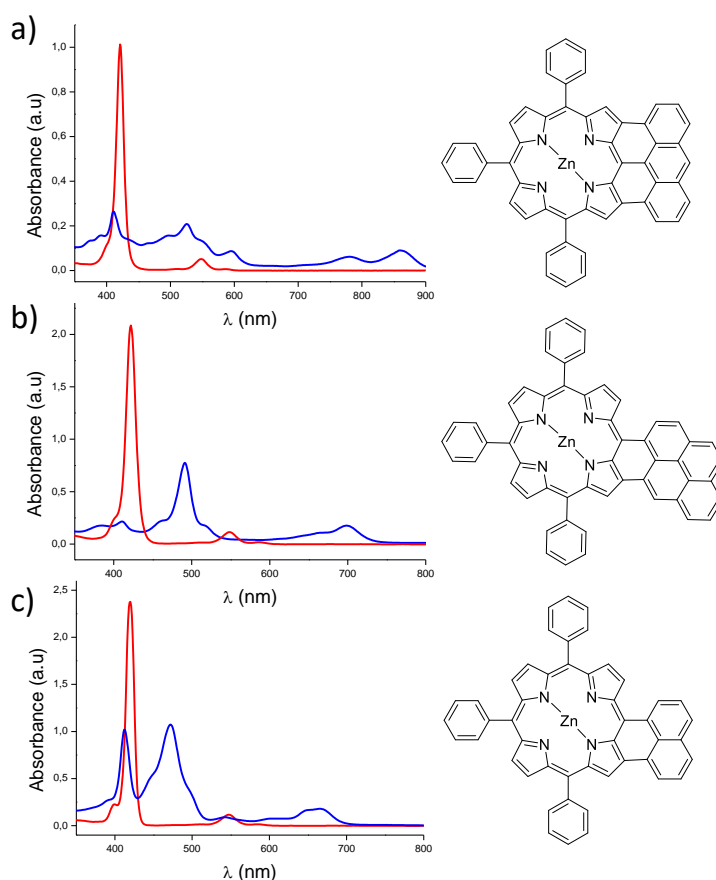 a)
1,0
0,8
0,6
0,4
0,2
0,0
Absorbance (a.u)
400 500 600 700 800 900
λ (nm)
N N
Zn
N N
b)
2,0
1,5
1,0
0,5
0,0
Absorbance (a.u)
400 500 600 700 800
λ (nm)
N N
Zn
N N
c)
2,5
2,0
1,5
1,0
0,5
0,0
Absorbance (a.u)
400 500 600 700 800
λ (nm)
N N
Zn
N N